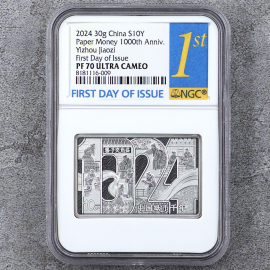 2024 30g China S10Y
Paper Money 1000th Anniv.
Yizhou Jiaozi
First Day of Issue
PF 70 ULTRA CAMEO
8181116-009
1st
FIRST DAY OF ISSUE
NGC
1024